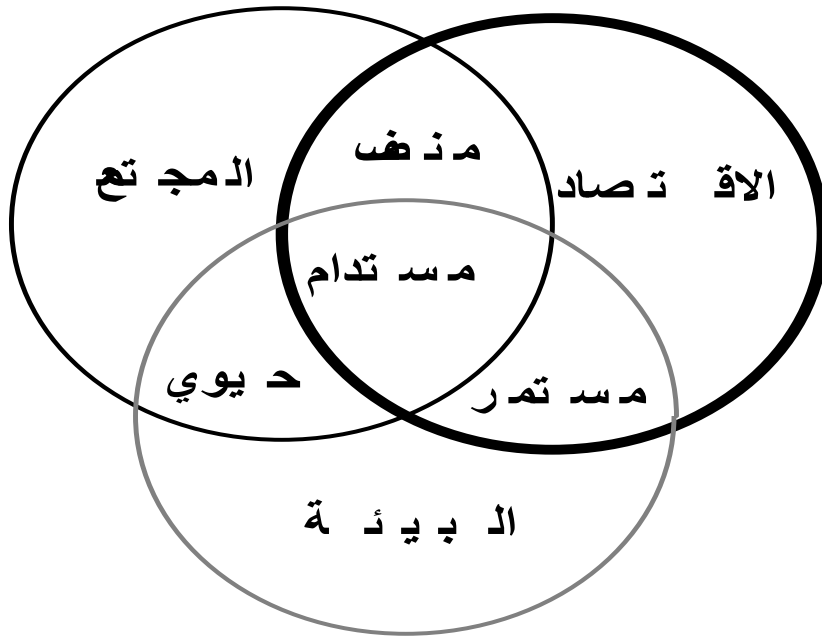 منصف
المجتمع
الاقتصاد
مستدام
حيوي
مستمر
البيئة